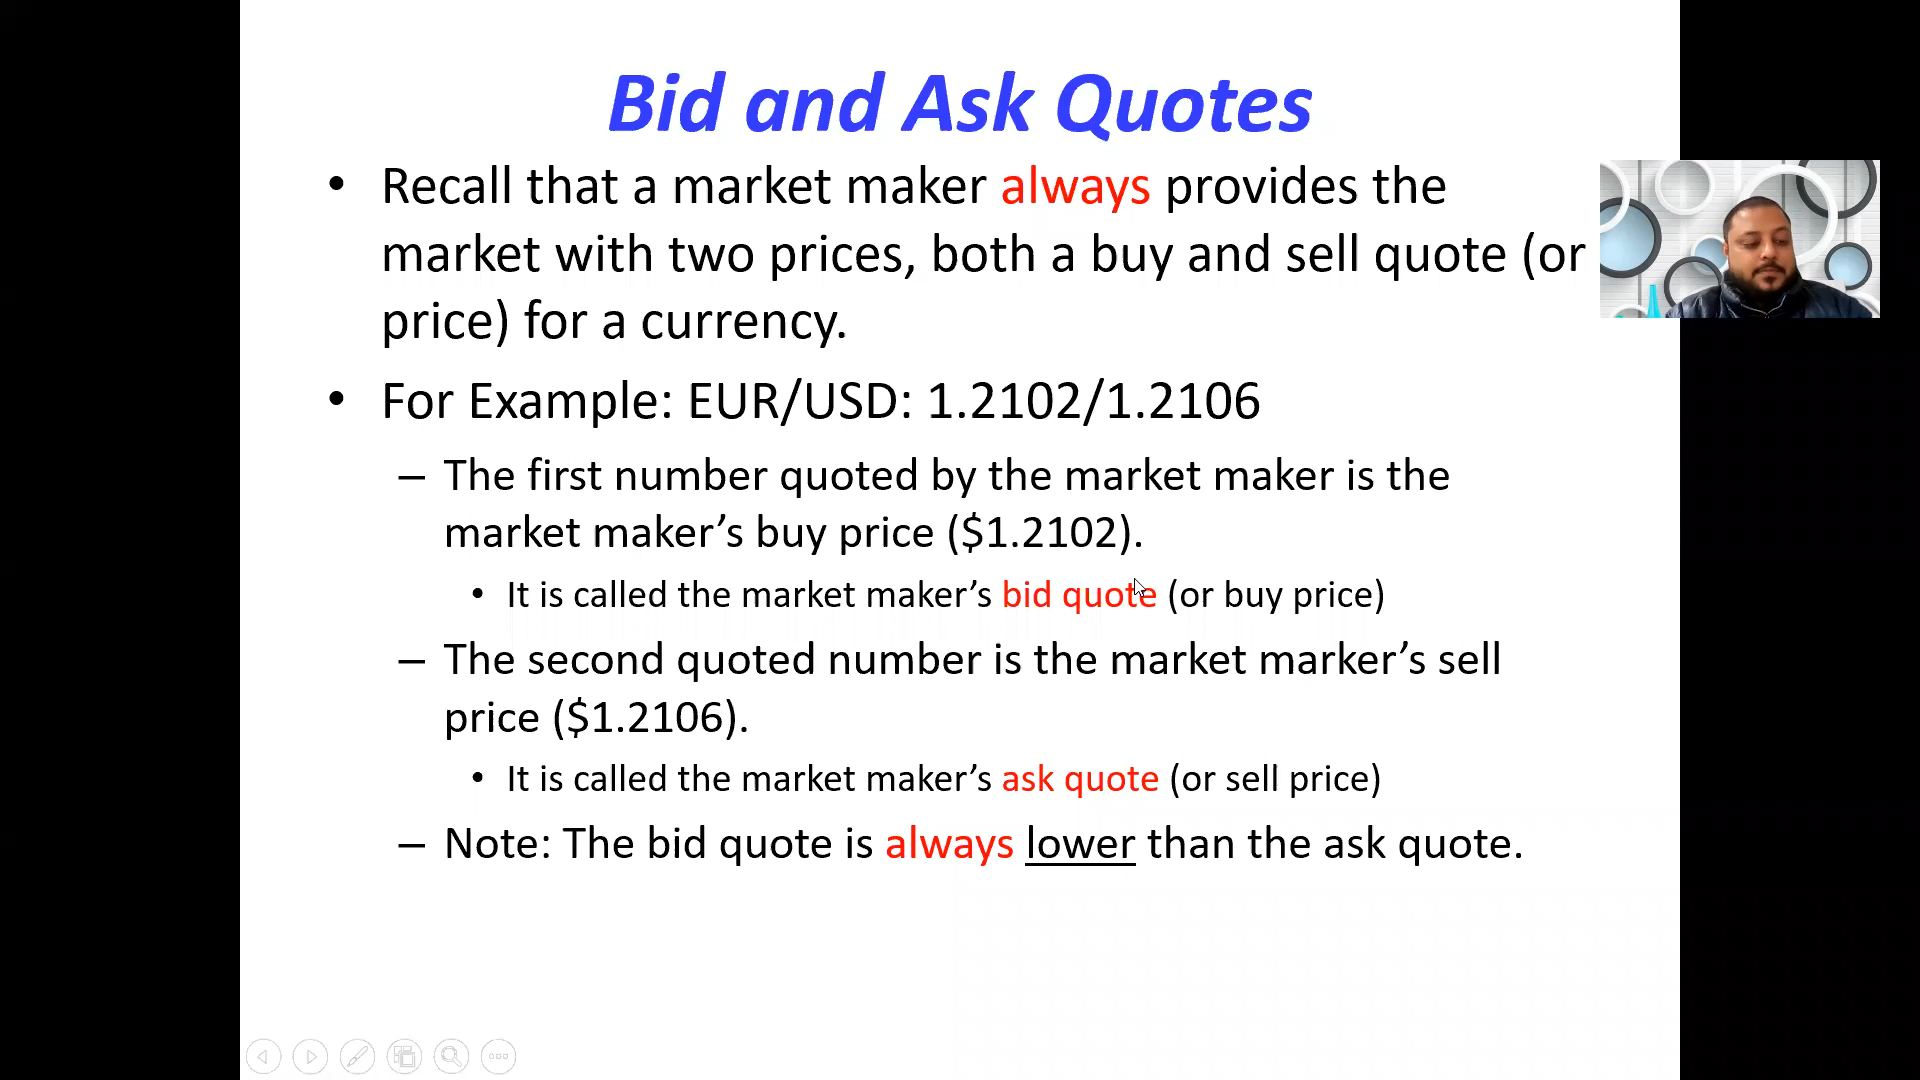 Bid and Ask Quotes
• Recall that a market maker always provides the
market with two prices, both a buy and sell quote (or
price) for a currency.
• For Example: EUR/USD: 1.2102/1.2106
– The first number quoted by the market maker is the
market maker’s buy price ($1.2102).
• It is called the market maker’s bid quote (or buy price)
– The second quoted number is the market marker’s sell
price ($1.2106).
• It is called the market maker’s ask quote (or sell price)
– Note: The bid quote is always lower than the ask quote.